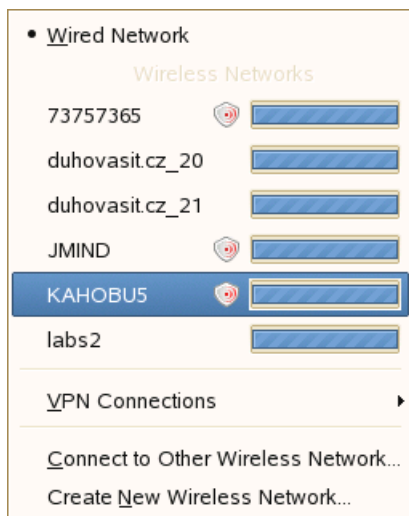 Wired Network
Wireless Networks
73757365
duhovasit.cz_20
duhovasit.cz_21
JMIND
KAHOBU5
labs2
VPN Connections
Connect to Other Wireless Network...
Create New Wireless Network...